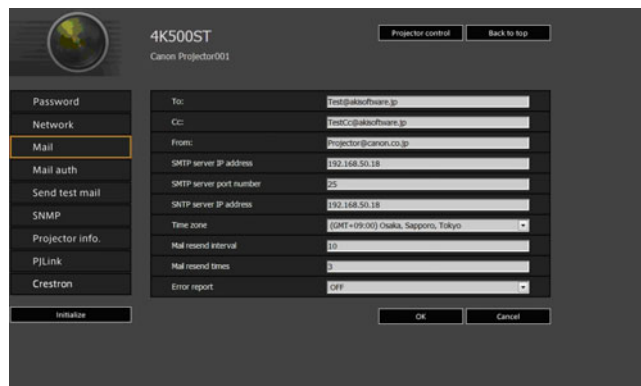 4K500ST
Canon Projector001
Projector control
Back to top
Password
Network
Mail
Mail auth
Send test mail
SNMP
Projector info.
PJLink
Crestron
Initialize
To: Test@akisoftware.jp
Cc: TestCc@akisoftware.jp
From: Projector@canon.co.jp
SMTP server IP address 192.168.50.18
SMTP server port number 25
SNTP server IP address 192.168.50.18
Time zone (GMT+09:00) Osaka, Sapporo, Tokyo
Mail resend interval 10
Mail resend times 3
Error report OFF
OK Cancel